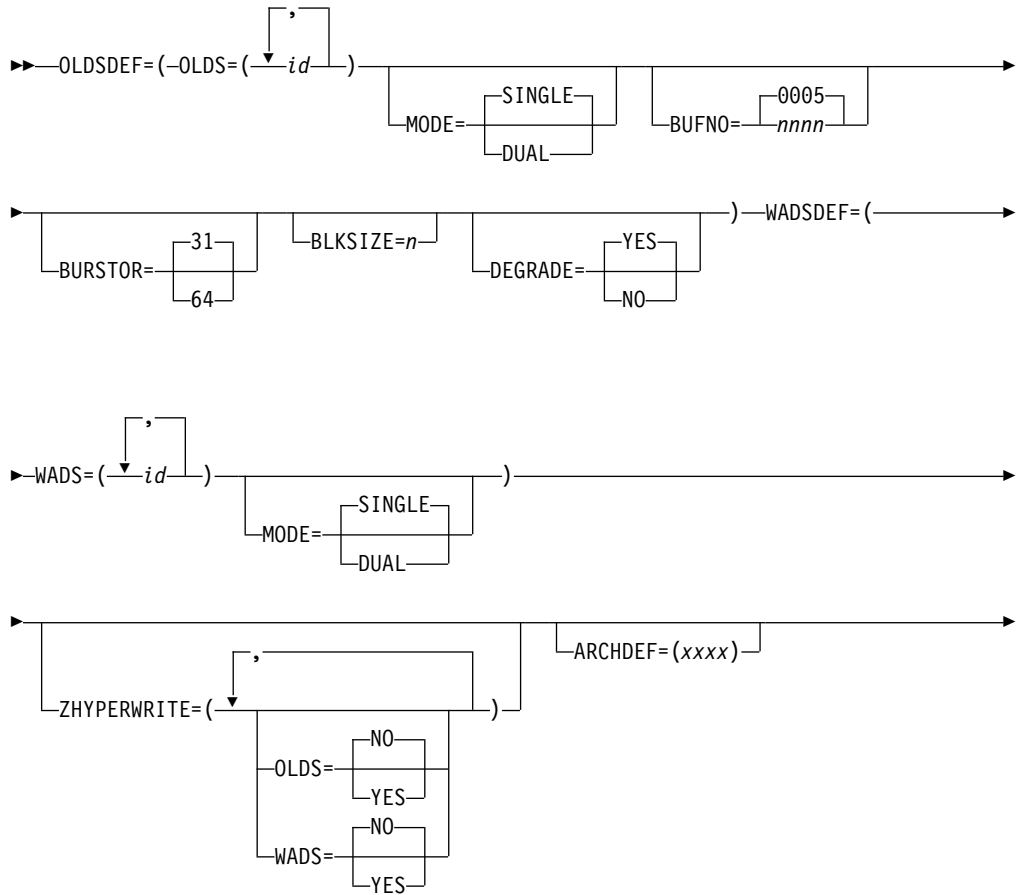 ,
OLDSDEF=( OLDS=( id )
SINGLE
MODE=
DUAL
0005
BUFNO= nnnn
) WADSDEF=(
31
BURSTOR=
64
BLKSIZE=n
YES
DEGRADE=
NO
,
WADS=( id ) )
SINGLE
MODE=
DUAL
ARCHDEF=(xxxx)
,
ZHYPERWRITE=( )
NO
OLDS=
YES
NO
WADS=
YES